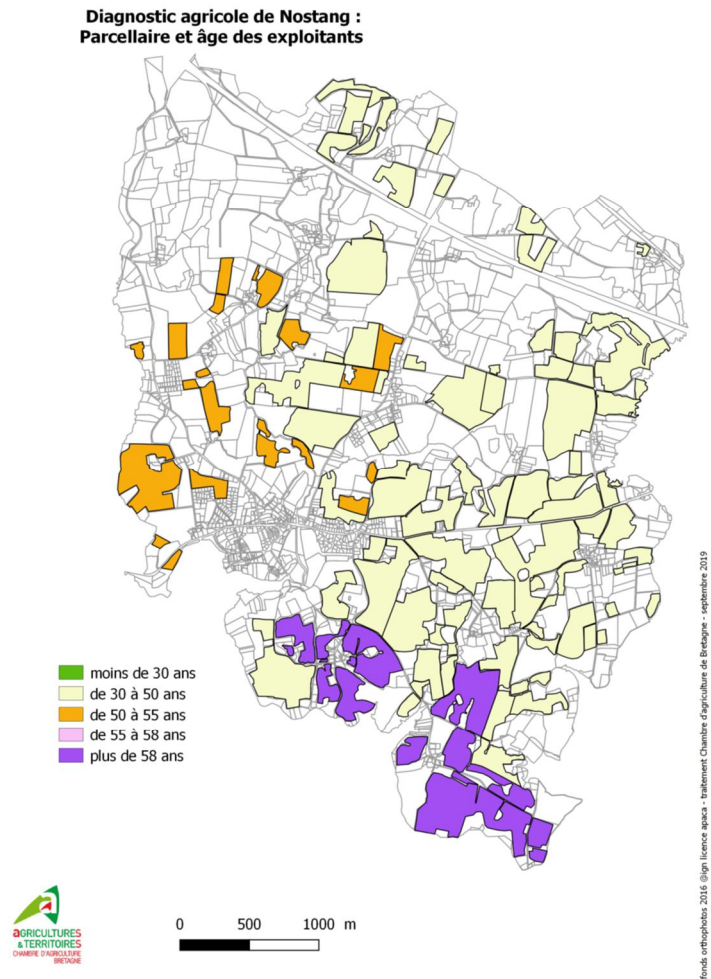 Diagnostic agricole de Nostang :
Parcellaire et âge des exploitants
moins de 30 ans
de 30 à 50 ans
de 50 à 55 ans
de 55 à 58 ans
plus de 58 ans
aGRICULTURES
& TERRITOIRES
CHAMBRE D'AGRICULTURE
BRETAGNE
0 500 1000 m
fonds orthophotos 2016 @ign licence apaca - traitement Chambre d'agriculture de Bretagne - septembre 2019